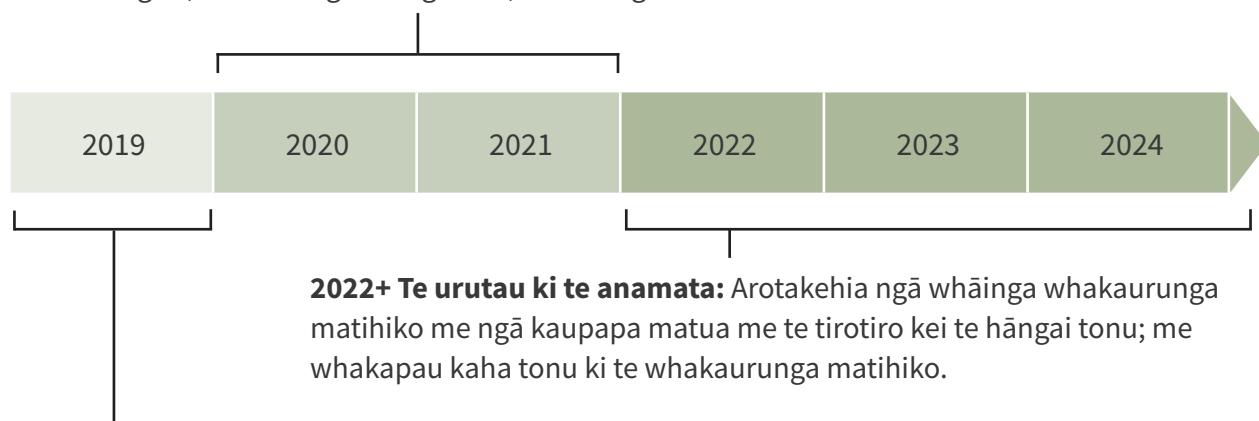 2019 2020 2021 2022 2023 2024
2022+ Te urutau ki te anamata: Arotakehia ngā whāinga whakaurunga
matihiko me ngā kaupapa matua me te tirotiro kei te hāngai tonu; me
whakapau kaha tonu ki te whakaurunga matihiko.